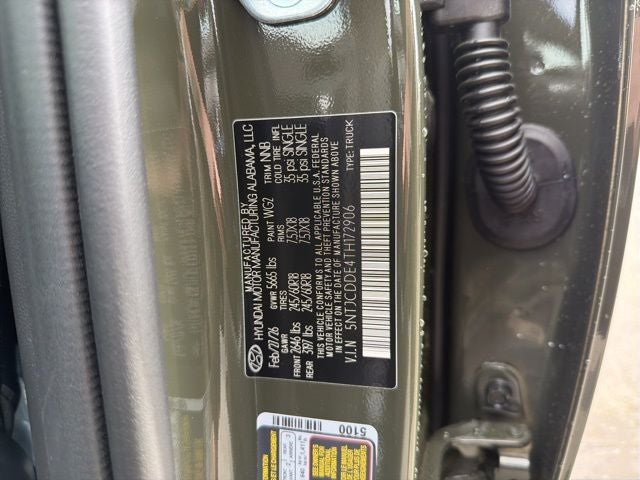 MANUFACTURED BY
HYUNDAI MOTOR MANUFACTURING ALABAMA, LLC
Feb/27/26 GVWR 5665 lbs PAINT WG2 TRIM NNB
GAWR TIRES RIMS COLD TIRE INFL
FRONT 2646 lbs 245/60R18 7.5JX18 35 psi SINGLE
REAR 3197 lbs 245/60R18 7.5JX18 35 psi SINGLE
THIS VEHICLE CONFORMS TO ALL APPLICABLE U.S.A. FEDERAL
MOTOR VEHICLE SAFETY AND THEFT PREVENTION STANDARDS
IN EFFECT ON THE DATE OF MANUFACTURE SHOWN ABOVE
V.I.N 5NTJCDDE4TH172906 TYPE: TRUCK
5100